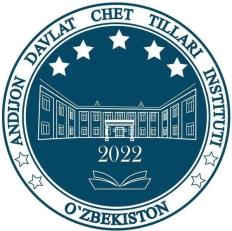 ANDIJON DAVLAT CHET TILLARI INSTITUTI
2022
O`ZBEKISTON